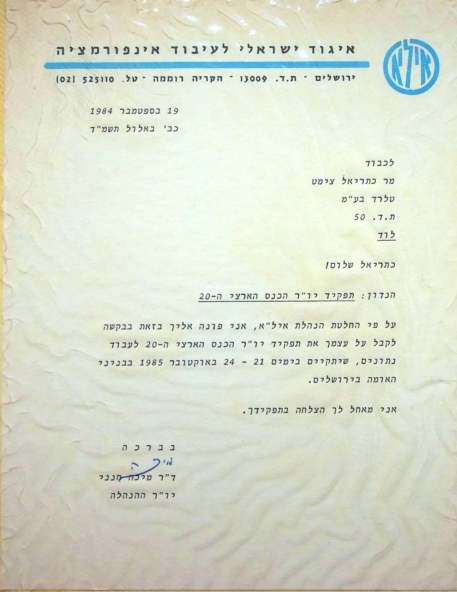 איגוד ישראלי לעיבוד אינפורמציה
אילא
ירושלים - ת.ד. 13009 - הקריה רוממה - טל. 525110 (02)
19 בספטמבר 1984
כב' באלול תשמ"ד
לכבוד
מר כתריאל צימט
טלרד בע"מ
ת.ד. 50
לוד
כתריאל שלום!
הנדון: תפקיד יו"ר הכנס הארצי ה-20
על פי החלטת הנהלת איל"א, אני פונה אליך בזאת בבקשה
לקבל על עצמך את תפקיד יו"ר הכנס הארצי ה-20 לעבוד
נתונים, שיתקיים בימים 21 - 24 באוקטובר 1985 בבניני
האומה בירושלים.
אני מאחל לך הצלחה בתפקידך.
ב ב ר כ ה
ד"ר מיכה חנני
יו"ר ההנהלה